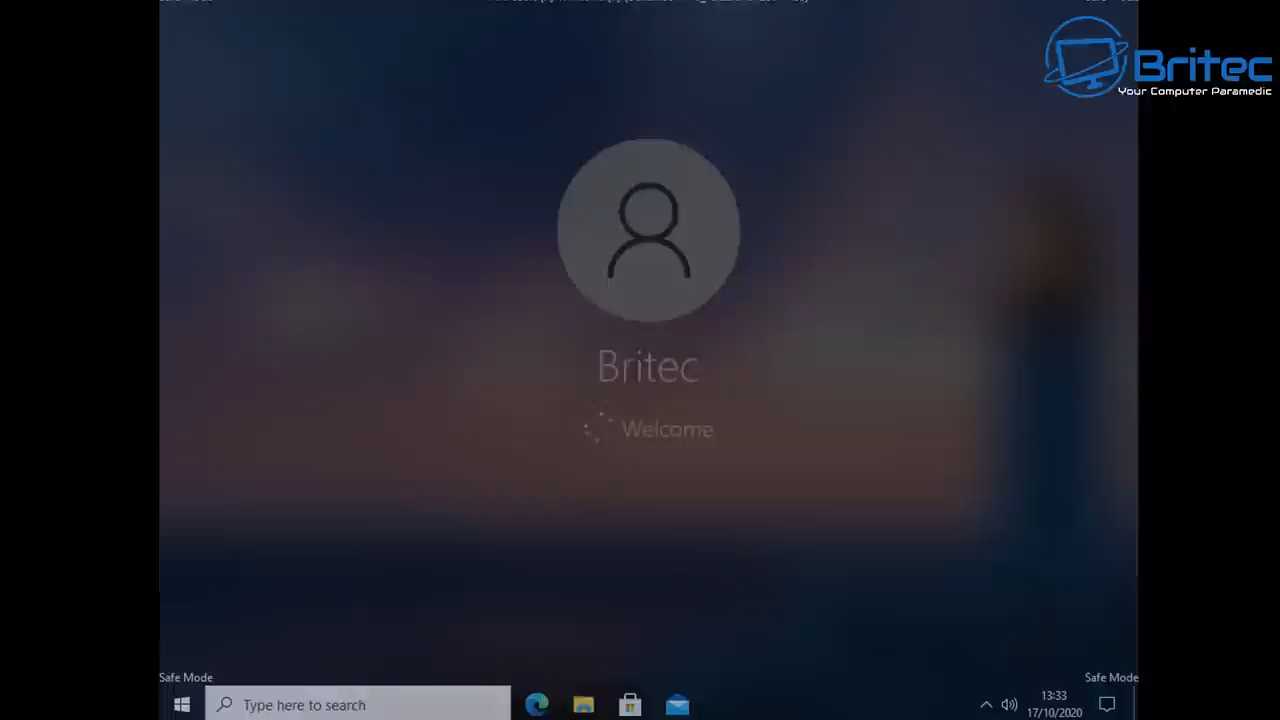 Britec
Your Computer Paramedic
Britec
Welcome
Safe Mode
Safe Mode
Type here to search
13:33
17/10/2020